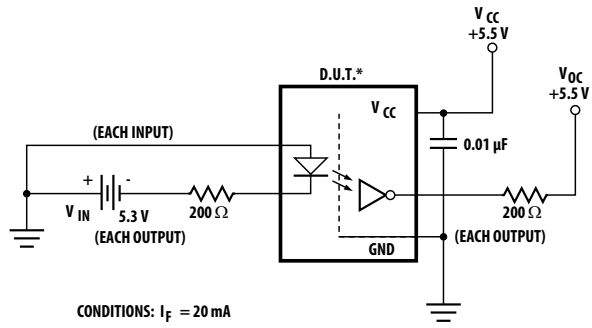 V CC
+5.5 V
D.U.T.*
V OC
+5.5 V
V CC
(EACH INPUT)
0.01 µF
+
-
V IN
5.3 V
200 Ω
200 Ω
(EACH OUTPUT)
GND
(EACH OUTPUT)
CONDITIONS: I F = 20 mA